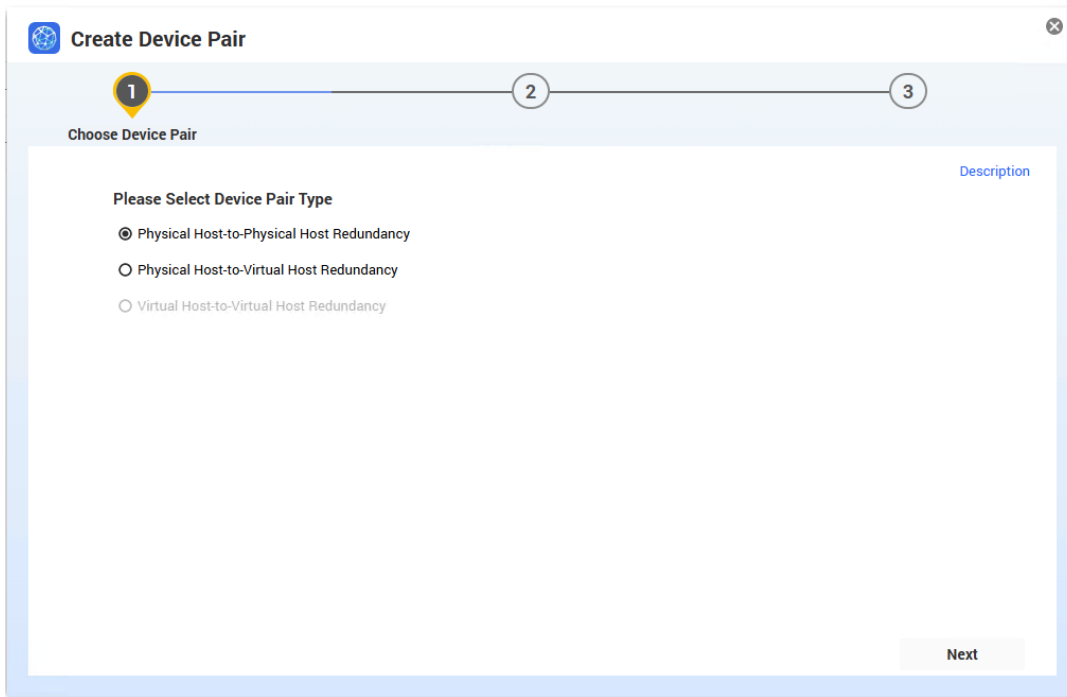 Create Device Pair
1
2
3
Choose Device Pair
Description
Please Select Device Pair Type
Physical Host-to-Physical Host Redundancy
Physical Host-to-Virtual Host Redundancy
Virtual Host-to-Virtual Host Redundancy
Next